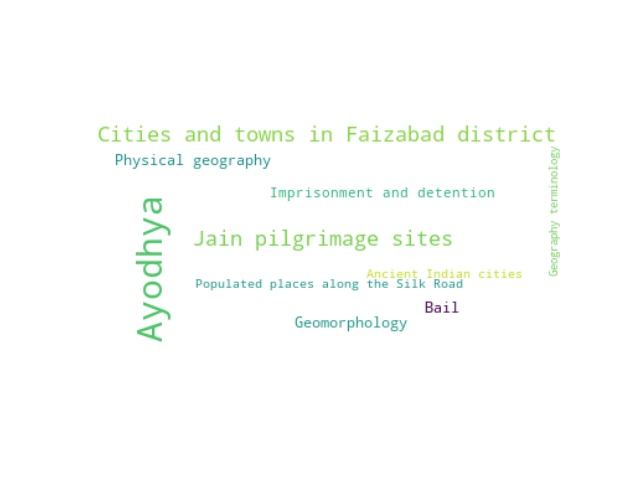 Cities and towns in Faizabad district
Physical geography
Geography terminology
Imprisonment and detention
Ayodhya
Jain pilgrimage sites
Ancient Indian cities
Populated places along the Silk Road
Bail
Geomorphology